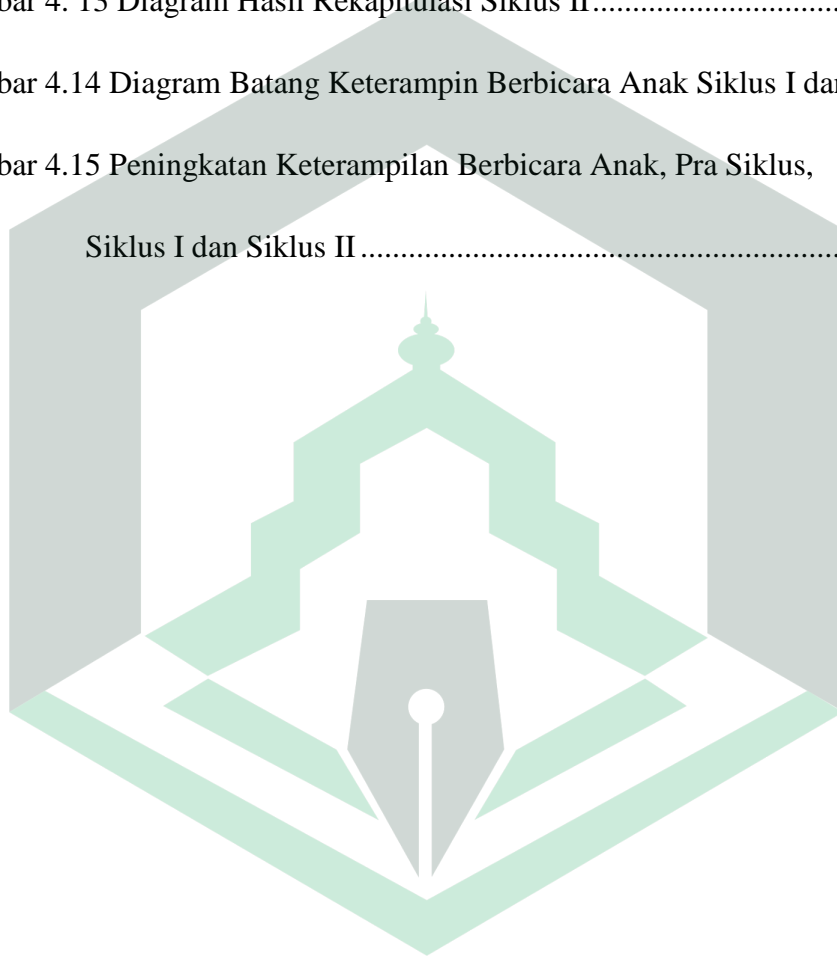 bar 4. 13 Diagram Hasil Rekapitulasi Siklus II...............................
bar 4.14 Diagram Batang Keterampin Berbicara Anak Siklus I dan
bar 4.15 Peningkatan Keterampilan Berbicara Anak, Pra Siklus,
Siklus I dan Siklus II.............................................................